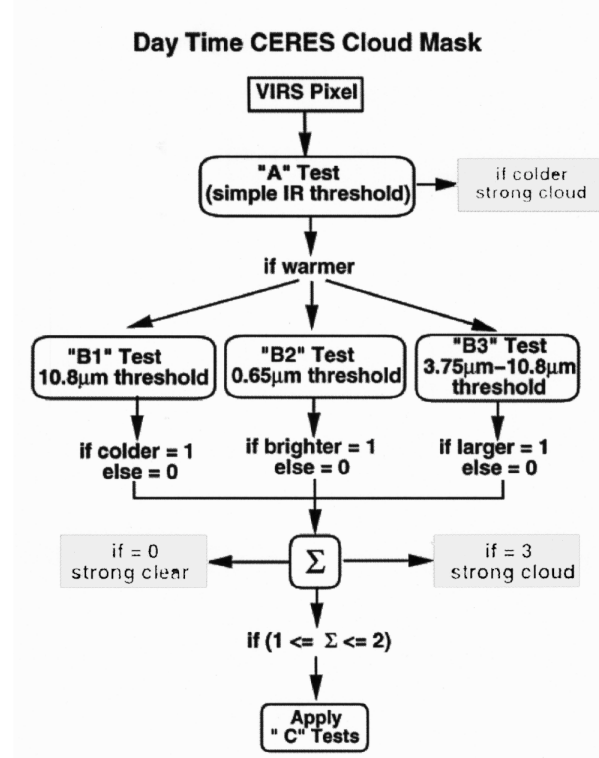 Day Time CERES Cloud Mask
VIRS Pixel
"A" Test
(simple IR threshold)
if colder
strong cloud
if warmer
"B1" Test
10.8μm threshold
"B2" Test
0.65μm threshold
"B3" Test
3.75μm–10.8μm
threshold
if colder = 1
else = 0
if brighter = 1
else = 0
if larger = 1
else = 0
if = 0
strong clear
Σ
if = 3
strong cloud
if (1 <= Σ <= 2)
Apply
" C" Tests